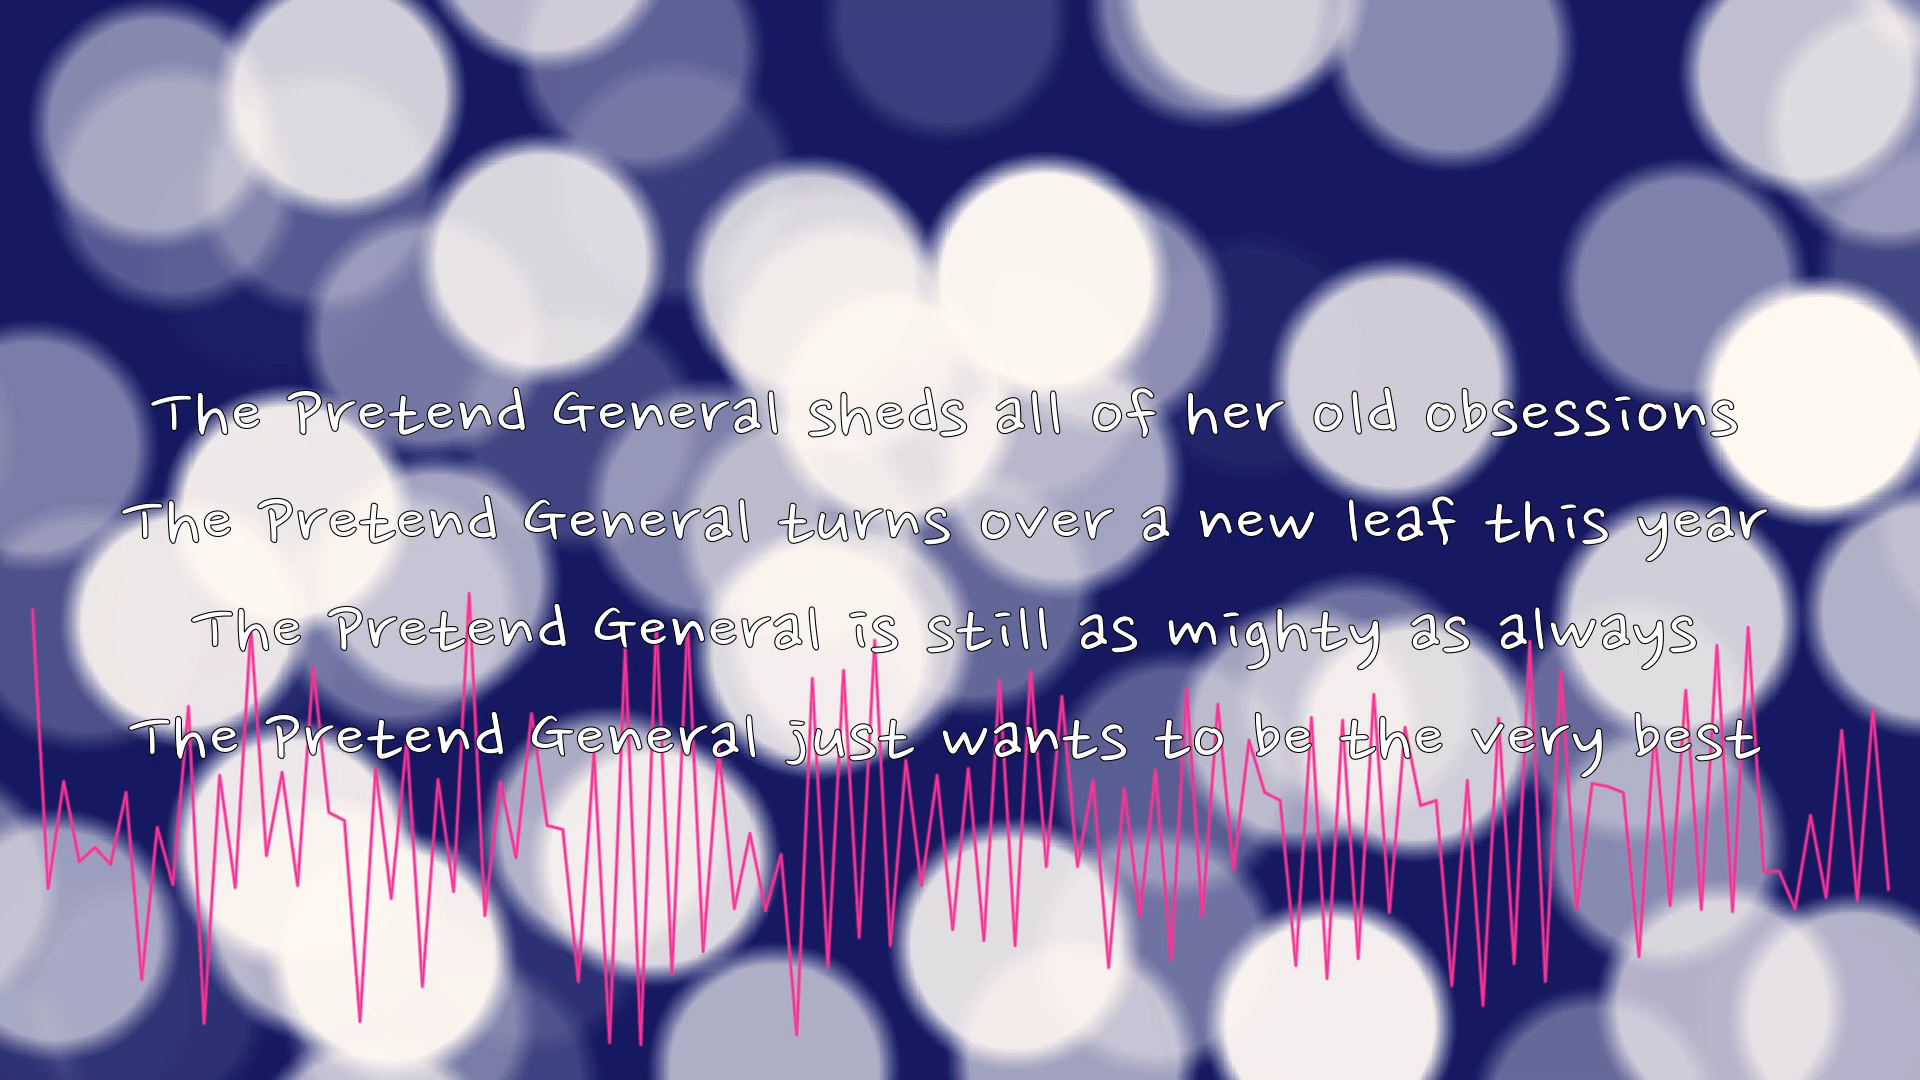 The Pretend General sheds all of her old obsessions
The Pretend General turns over a new leaf this year
The Pretend General is still as mighty as always
The Pretend General just wants to be the very best